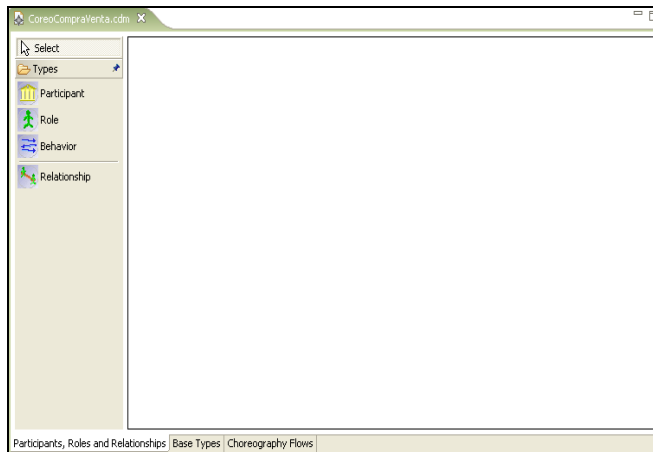 CoreoCompraVenta.cdm
Select
Types
Participant
Role
Behavior
Relationship
Participants, Roles and Relationships Base Types Choreography Flows